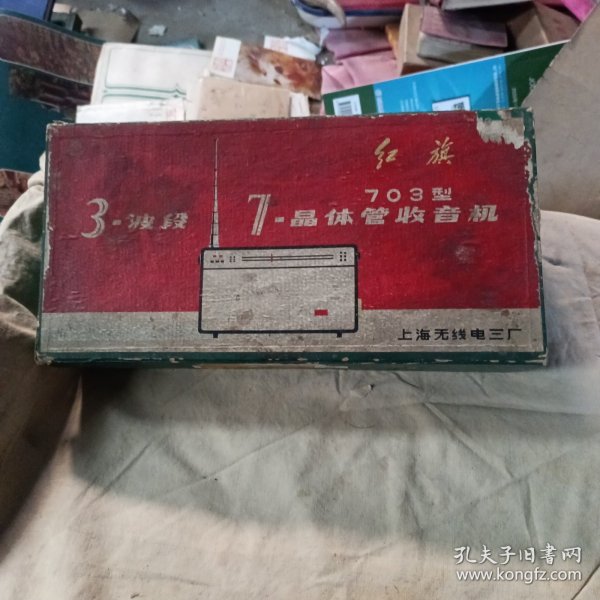 红旗
703型
3-波段
7-晶体管收音机
上海无线电三厂
孔夫子旧书网
www.kongfz.com